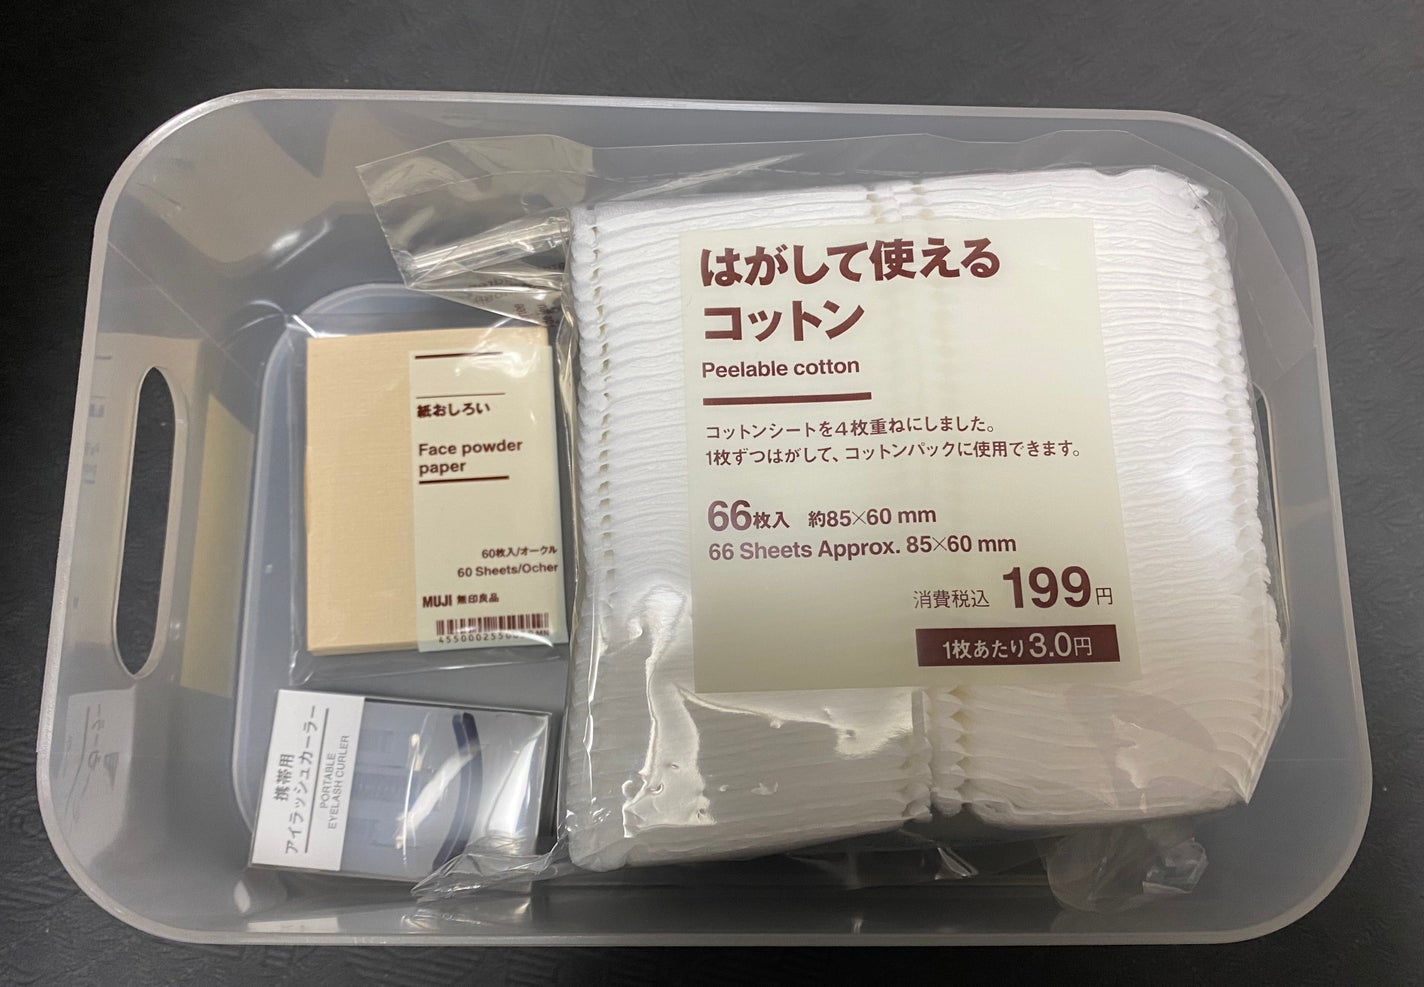 はがして使える
コットン
Peelable cotton
コットンシートを4枚重ねにしました。
1枚ずつはがして、コットンパックに使用できます。
66枚入 約85×60 mm
66 Sheets Approx. 85×60 mm
消費税込 199円
1枚あたり3.0円
紙おしろい
Face powder
paper
60枚入/オークル
60 Sheets/Ocher
MUJI 無印良品
携帯用
アイラッシュカーラー
PORTABLE
EYELASH CURLER